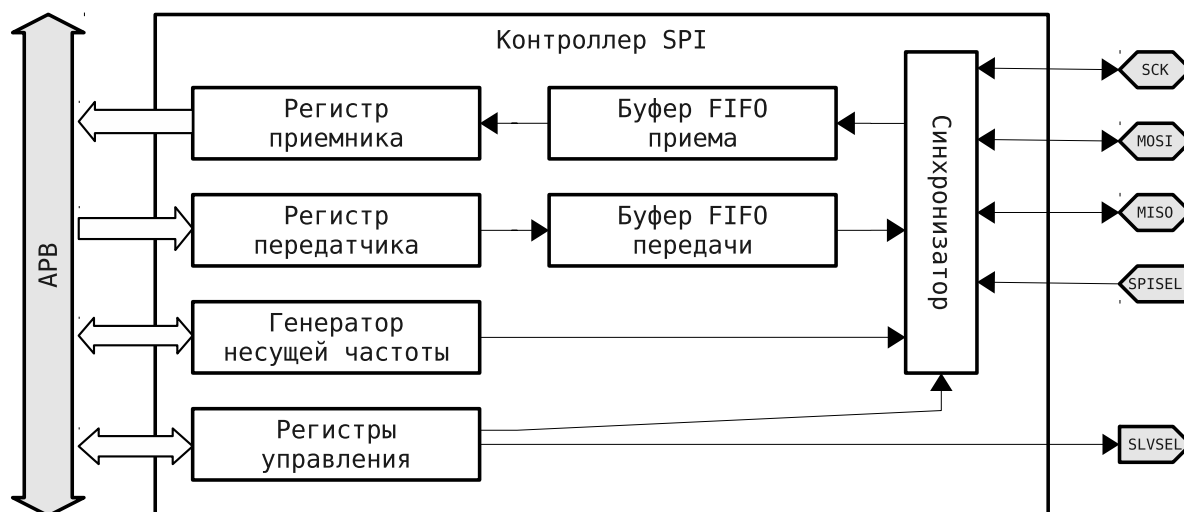 Контроллер SPI
SCK
Регистр
приемника
Буфер FIFO
приема
Синхронизатор
MOSI
Регистр
передатчика
Буфер FIFO
передачи
MISO
APB
SPISEL
Генератор
несущей частоты
Регистры
управления
SLVSEL